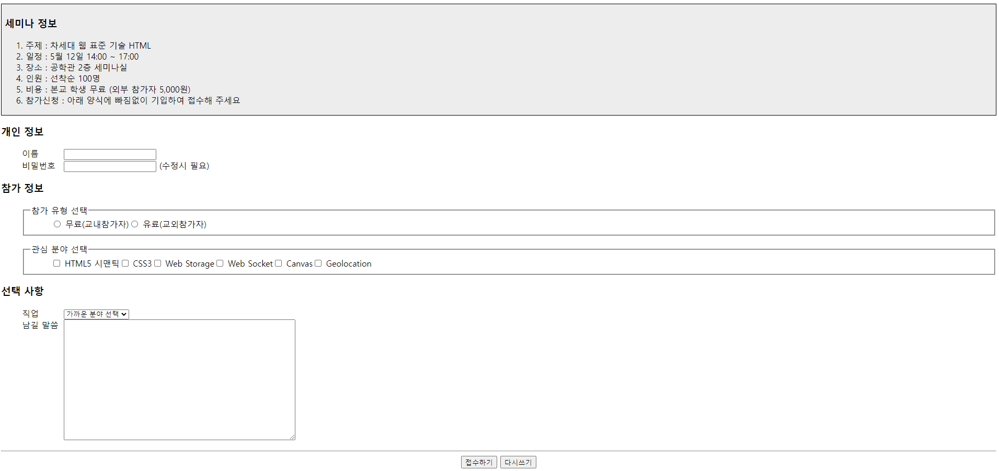 세미나 정보
1. 주제 : 차세대 웹 표준 기술 HTML
2. 일정 : 5월 12일 14:00 ~ 17:00
3. 장소 : 공학관 2층 세미나실
4. 인원 : 선착순 100명
5. 비용 : 본교 학생 무료 (외부 참가자 5,000원)
6. 참가신청 : 아래 양식에 빠짐없이 기입하여 접수해 주세요
개인 정보
이름
비밀번호 (수정시 필요)
참가 정보
참가 유형 선택
무료(교내참가자) 유료(교외참가자)
관심 분야 선택
HTML5 시맨틱 CSS3 Web Storage Web Socket Canvas Geolocation
선택 사항
직업 가까운 분야 선택
남길 말씀
접수하기 다시쓰기